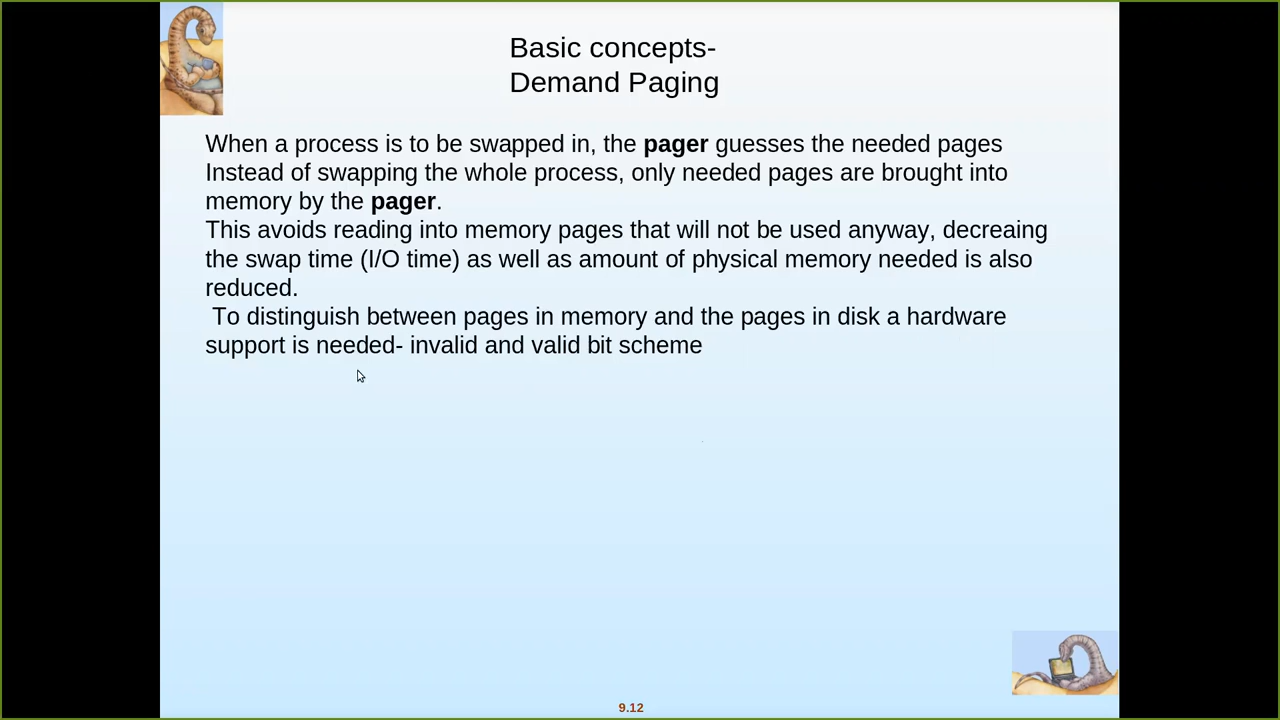 Basic concepts-
Demand Paging
When a process is to be swapped in, the pager guesses the needed pages
Instead of swapping the whole process, only needed pages are brought into
memory by the pager.
This avoids reading into memory pages that will not be used anyway, decreaing
the swap time (I/O time) as well as amount of physical memory needed is also
reduced.
To distinguish between pages in memory and the pages in disk a hardware
support is needed- invalid and valid bit scheme
9.12